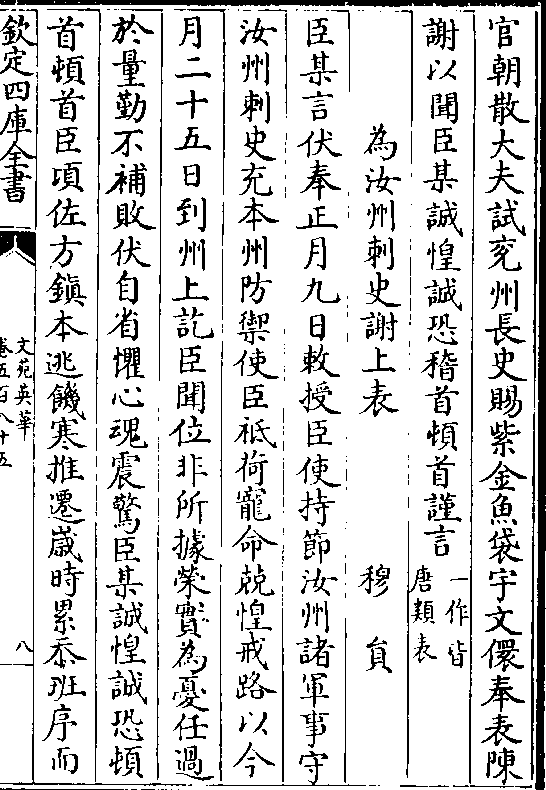 官朝散大夫試兖州長史賜紫金魚袋宇文儇奉表陳
謝以聞臣某誠惶誠恐稽首頓首謹言一作皆唐類表
為汝州刺史謝上表　　穆員
臣某言伏奉正月九日敕授臣使持節汝州諸軍事守
汝州刺史充本州防禦使臣祗荷寵命兢惶戒路以今
月二十五日到州上訖臣聞位非所據榮實為憂任過
於量勤不補敗伏自省懼心魂震驚臣某誠惶誠恐頓
首頓首臣項佐方鎭本逃饑寒推遷歲時累忝班序而
欽定四庫全書
文苑英華
卷五百八十五
八